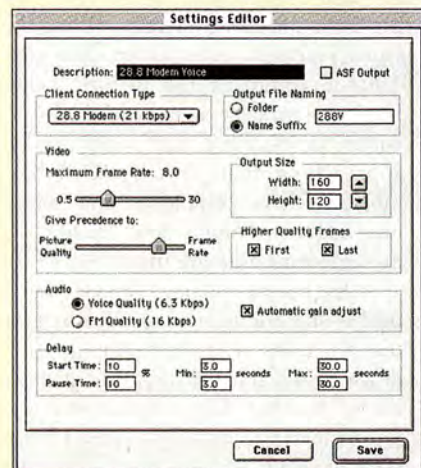 Settings Editor
Description: 28.8 Modem Voice
ASF Output
Client Connection Type
28.8 Modem (21 kbps)
Output File Naming
Folder
Name Suffix
288V
Video
Maximum Frame Rate: 8.0
0.5
30
Give Precedence to:
Picture Quality
Frame Rate
Output Size
Width: 160
Height: 120
Higher Quality Frames
First
Last
Audio
Voice Quality (6.3 Kbps)
FM Quality (16 Kbps)
Automatic gain adjust
Delay
Start Time: 10
Pause Time: 10
%
Min: 3.0
3.0
seconds
Max: 30.0
30.0
seconds
Cancel
Save